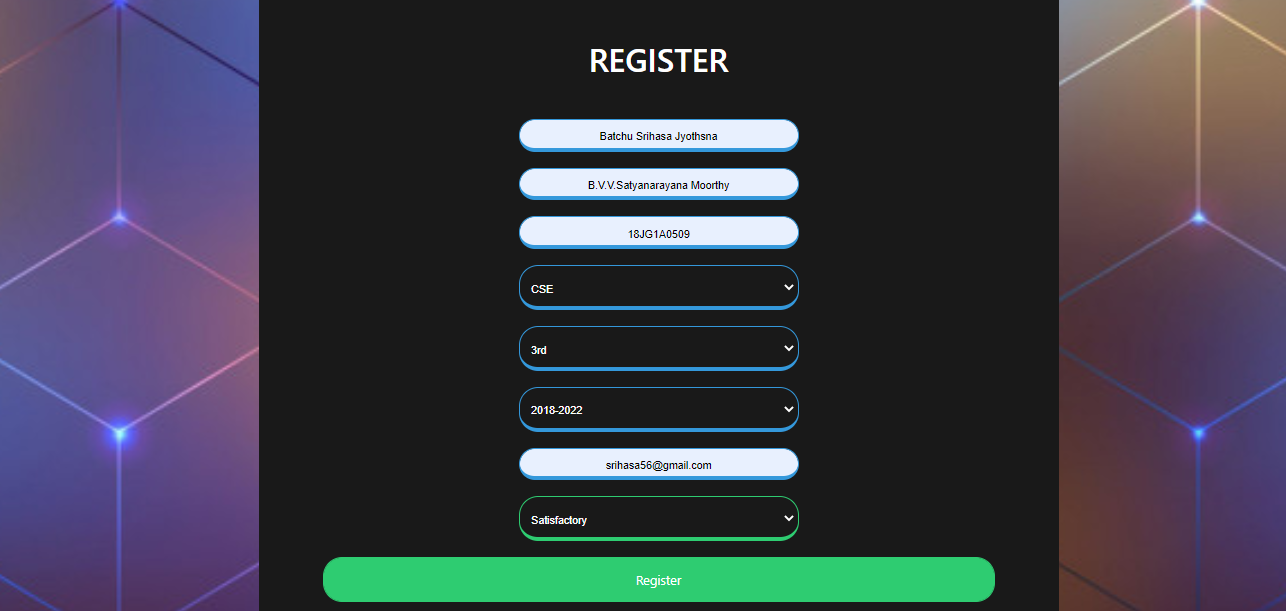 REGISTER
Batchu Srihasa Jyothsna
B.V.V.Satyanarayana Moorthy
18JG1A0509
CSE
3rd
2018-2022
srihasa56@gmail.com
Satisfactory
Register